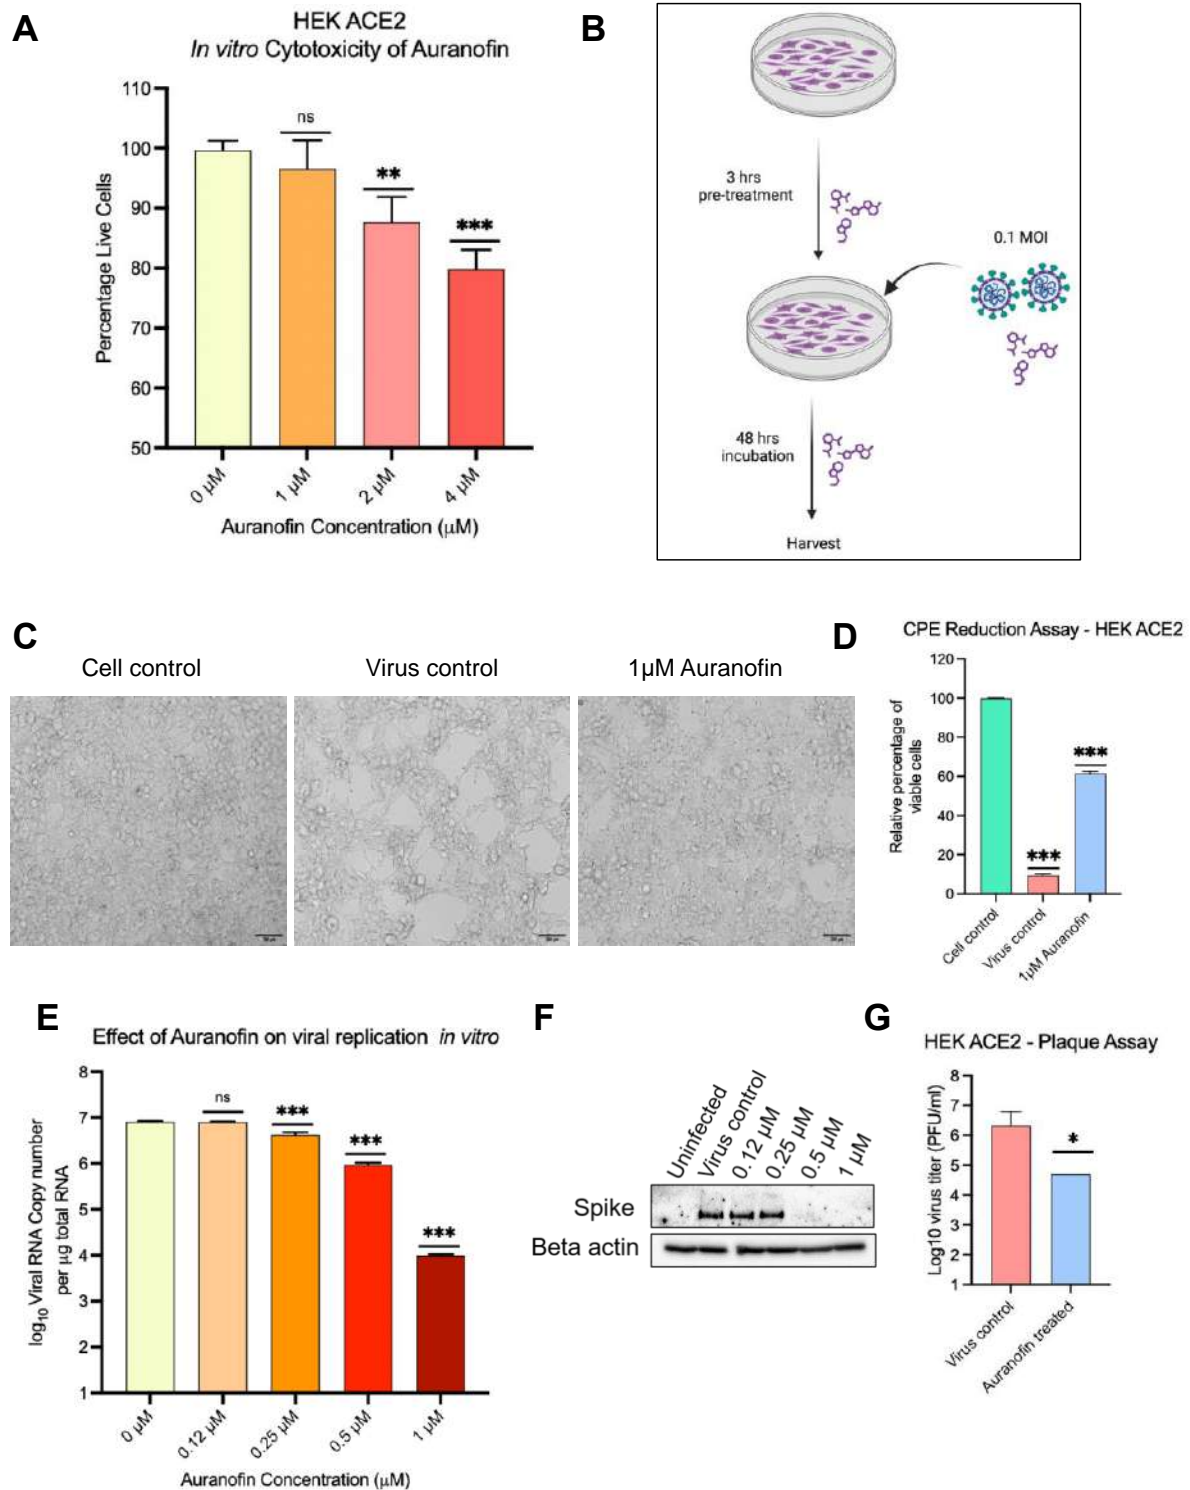 A
HEK ACE2
In vitro Cytotoxicity of Auranofin
110
100
90
80
70
60
50
Percentage Live Cells
ns
**
***
0 µM
1 µM
2 µM
4 µM
Auranofin Concentration (µM)
B
3 hrs
pre-treatment
0.1 MOI
48 hrs
incubation
Harvest
C
Cell control
Virus control
1µM Auranofin
D
CPE Reduction Assay - HEK ACE2
120
100
80
60
40
20
0
Relative percentage of
viable cells
***
***
Cell control
Virus control
1µM Auranofin
E
Effect of Auranofin on viral replication in vitro
8
7
6
5
4
3
2
1
log10 Viral RNA Copy number
per µg total RNA
ns
***
***
***
0 µM
0.12 µM
0.25 µM
0.5 µM
1 µM
Auranofin Concentration (µM)
F
Uninfected
Virus control
0.12 µM
0.25 µM
0.5 µM
1 µM
Spike
Beta actin
G
HEK ACE2 - Plaque Assay
8
7
6
5
4
3
2
1
Log10 virus titer (PFU/ml)
*
Virus control
Auranofin treated